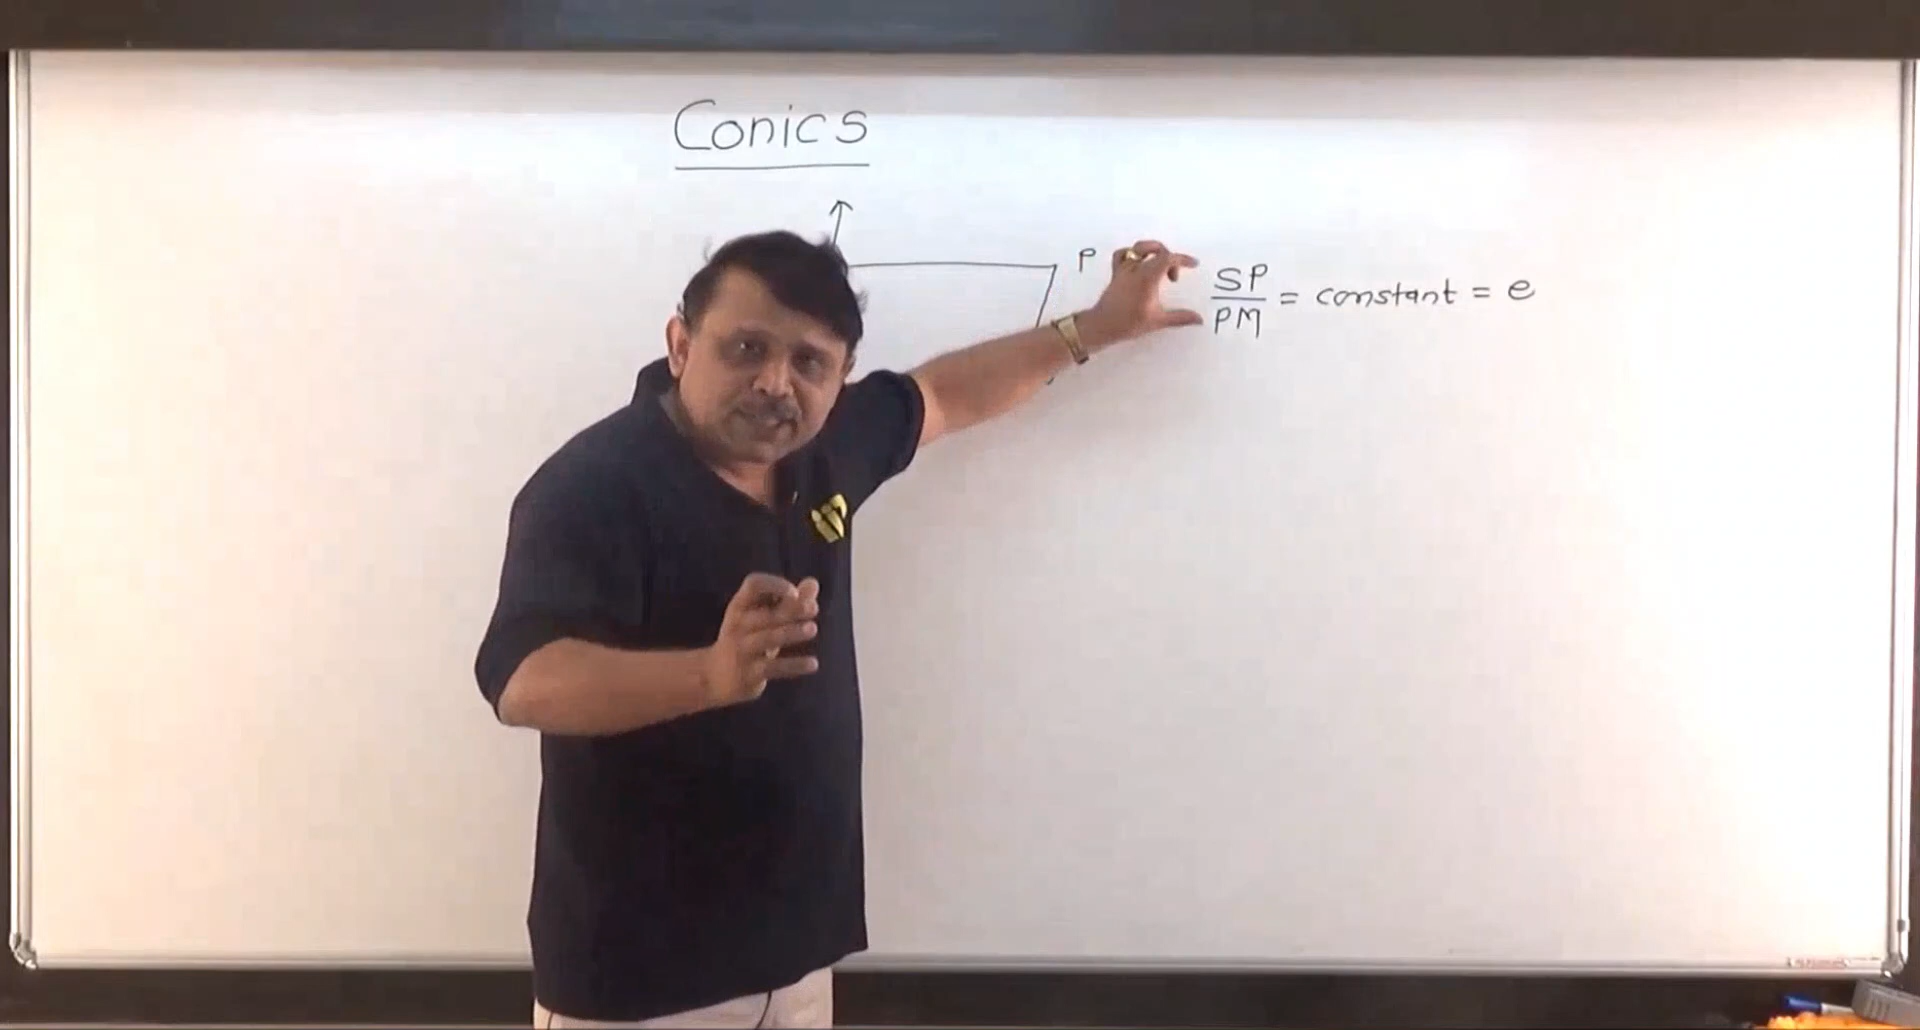 Conics
P
SP/PM = constant = e